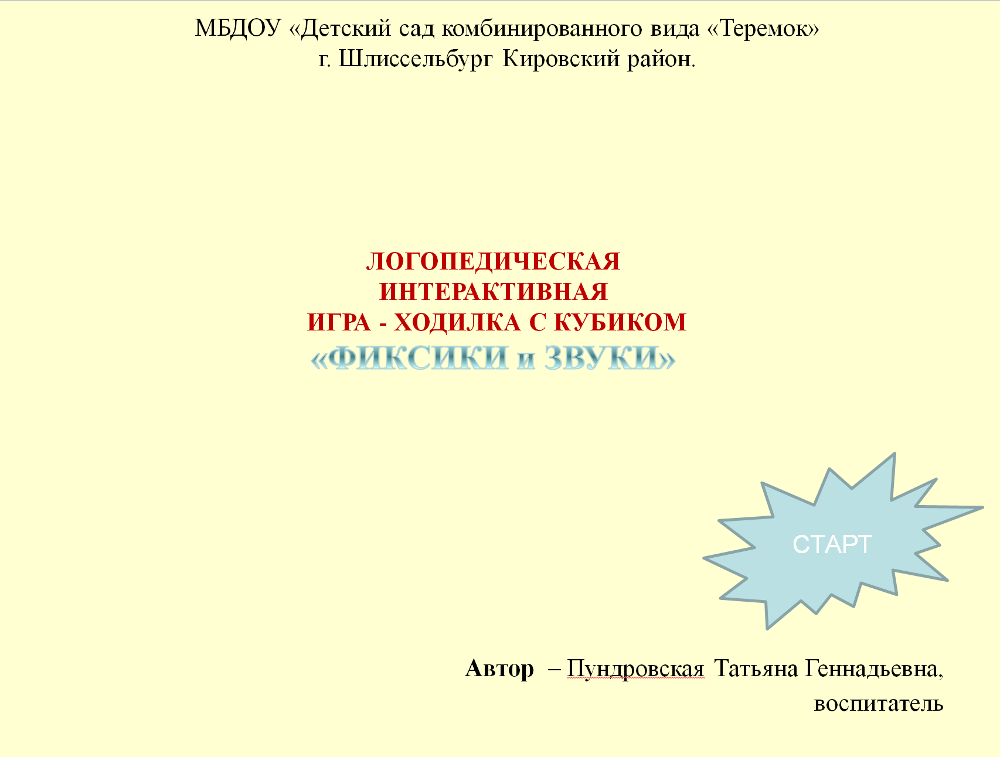 МБДОУ «Детский сад комбинированного вида «Теремок»
г. Шлиссельбург Кировский район.
ЛОГОПЕДИЧЕСКАЯ
ИНТЕРАКТИВНАЯ
ИГРА - ХОДИЛКА С КУБИКОМ
«ФИКСИКИ и ЗВУКИ»
СТАРТ
Автор – Пундровская Татьяна Геннадьевна,
воспитатель